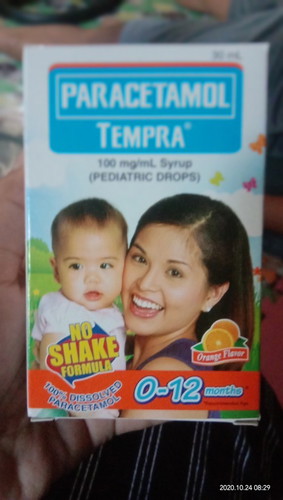 30 mL
PARACETAMOL
TEMPRA®
100 mg/mL Syrup
(PEDIATRIC DROPS)
NO
SHAKE
FORMULA
100% DISSOLVED
PARACETAMOL
Orange Flavor
0-12 months
2020.10.24 08:29